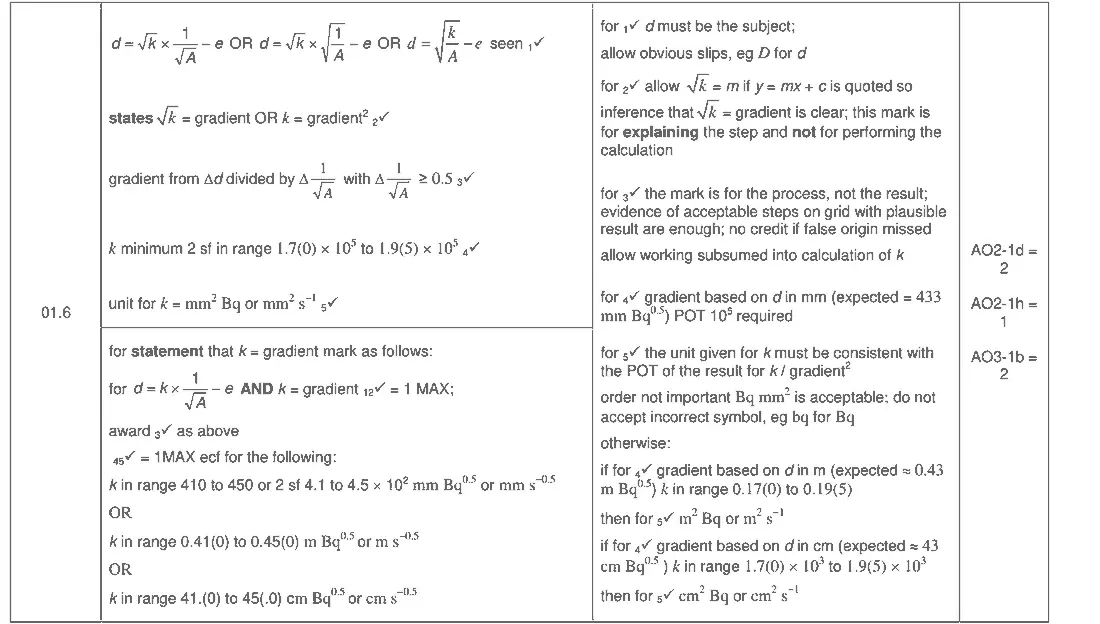 01.6
d = √k × 1/√A − e OR d = √k × √(1/A) − e OR d = √(k/A) − e seen ₁✓
states √k = gradient OR k = gradient² ₂✓
gradient from Δd divided by Δ 1/√A with Δ 1/√A ≥ 0.5 ₃✓
k minimum 2 sf in range 1.7(0) × 10⁵ to 1.9(5) × 10⁵ ₄✓
unit for k = mm² Bq or mm² s⁻¹ ₅✓
for statement that k = gradient mark as follows:
for d = k × 1/√A − e AND k = gradient ₁₂✓ = 1 MAX;
award ₃✓ as above
₄₅✓ = 1MAX ecf for the following:
k in range 410 to 450 or 2 sf 4.1 to 4.5 × 10² mm Bq⁰·⁵ or mm s⁻⁰·⁵
OR
k in range 0.41(0) to 0.45(0) m Bq⁰·⁵ or m s⁻⁰·⁵
OR
k in range 41.(0) to 45(.0) cm Bq⁰·⁵ or cm s⁻⁰·⁵
for ₁✓ d must be the subject;
allow obvious slips, eg D for d
for ₂✓ allow √k = m if y = mx + c is quoted so
inference that √k = gradient is clear; this mark is
for explaining the step and not for performing the
calculation
for ₃✓ the mark is for the process, not the result;
evidence of acceptable steps on grid with plausible
result are enough; no credit if false origin missed
allow working subsumed into calculation of k
for ₄✓ gradient based on d in mm (expected = 433
mm Bq⁰·⁵) POT 10⁵ required
for ₅✓ the unit given for k must be consistent with
the POT of the result for k / gradient²
order not important Bq mm² is acceptable; do not
accept incorrect symbol, eg bq for Bq
otherwise:
if for ₄✓ gradient based on d in m (expected ≈ 0.43
m Bq⁰·⁵) k in range 0.17(0) to 0.19(5)
then for ₅✓ m² Bq or m² s⁻¹
if for ₄✓ gradient based on d in cm (expected ≈ 43
cm Bq⁰·⁵ ) k in range 1.7(0) × 10³ to 1.9(5) × 10³
then for ₅✓ cm² Bq or cm² s⁻¹
AO2-1d =
2
AO2-1h =
1
AO3-1b =
2